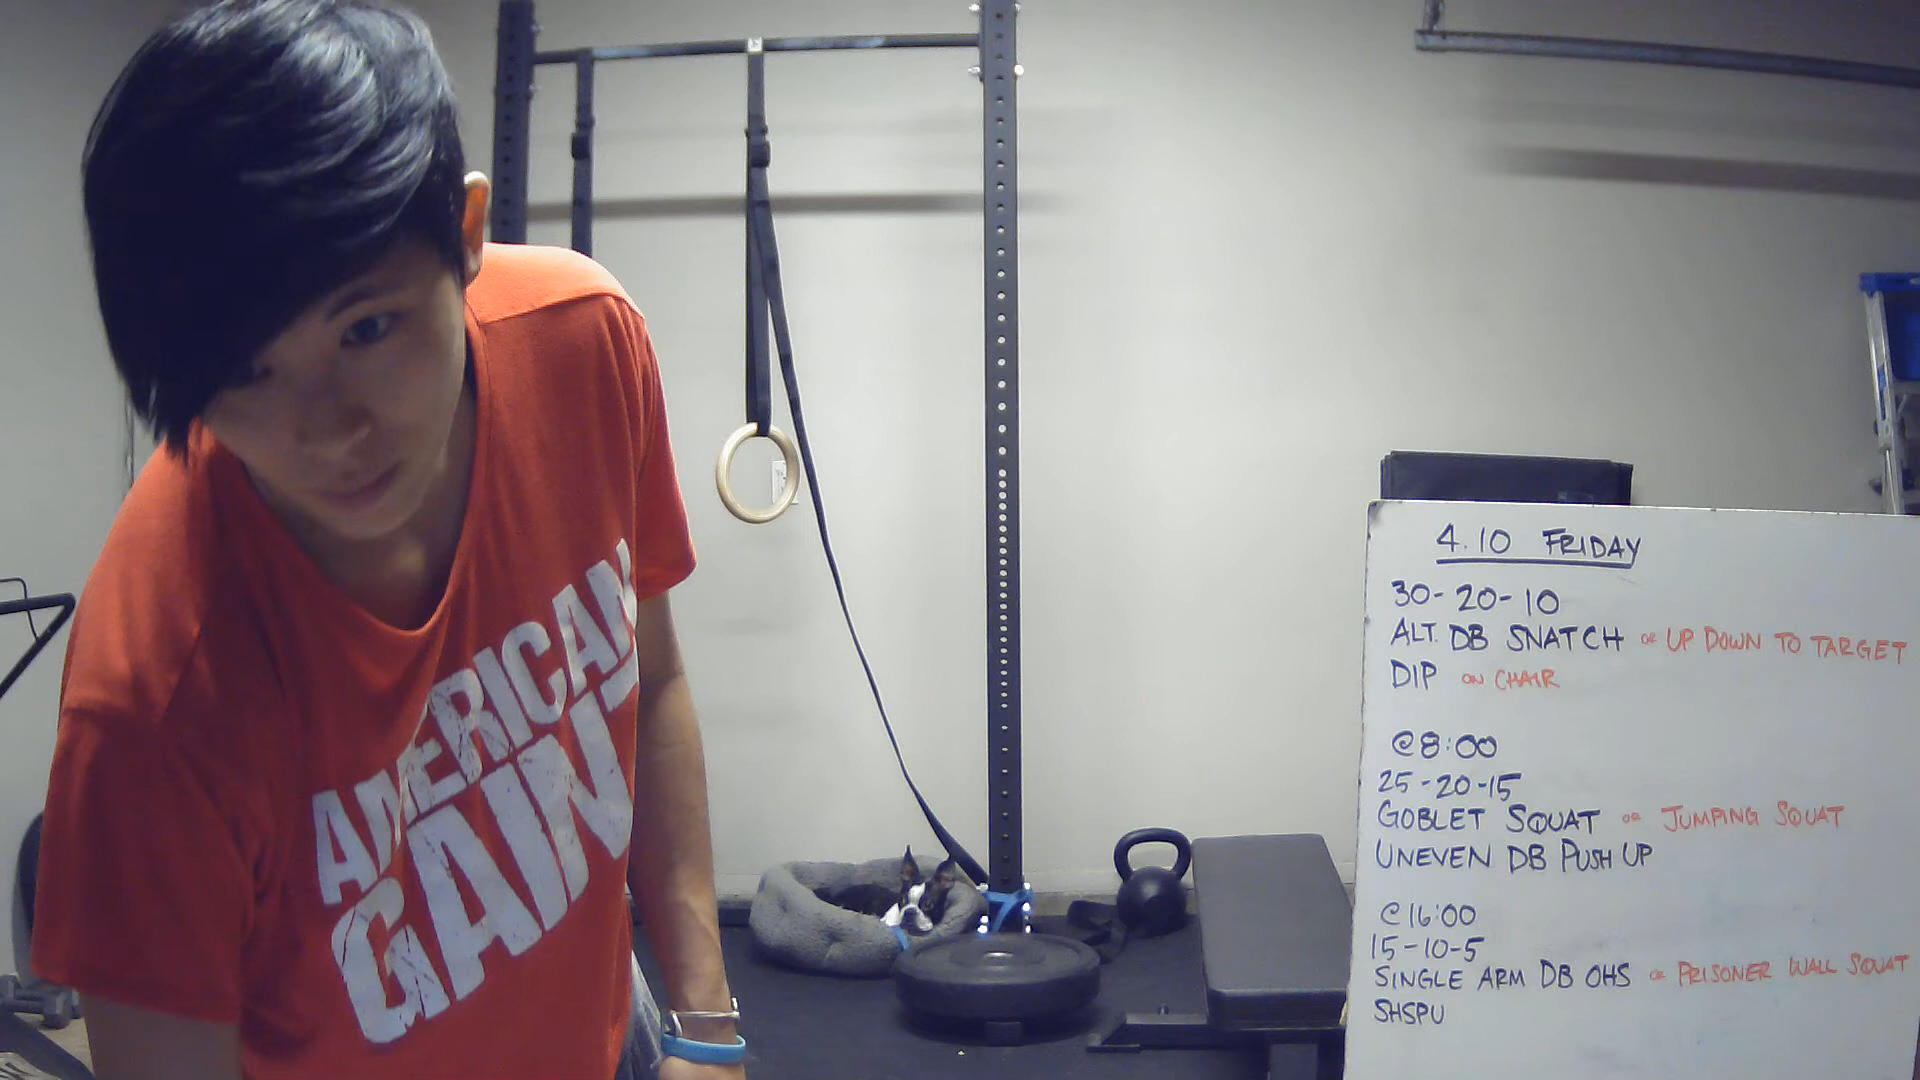 AMERICAN
GAIN
4.10 FRIDAY
30-20-10
ALT. DB SNATCH OR UP DOWN TO TARGET
DIP ON CHAIR
@8:00
25-20-15
GOBLET SQUAT OR JUMPING SQUAT
UNEVEN DB PUSH UP
@16:00
15-10-5
SINGLE ARM DB OHS OR PRISONER WALL SQUAT
SHSPU